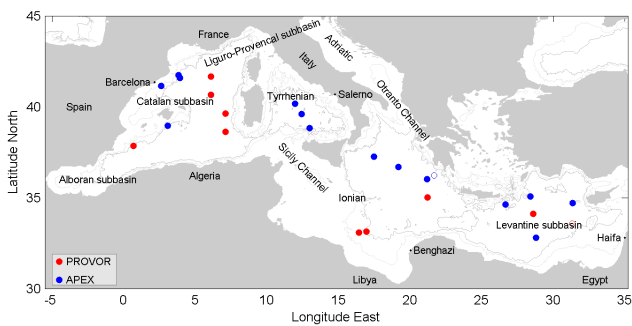 45
France
Liguro-Provencal subbasin
Adriatic
Italy
Barcelona
Catalan subbasin
Tyrrhenian
Salerno
Otranto Channel
40
Spain
Latitude North
Sicily Channel
Alboran subbasin
Algeria
35
Ionian
Levantine subbasin
Haifa
Benghazi
PROVOR
APEX
Libya
Egypt
30
-5 0 5 10 15 20 25 30 35
Longitude East